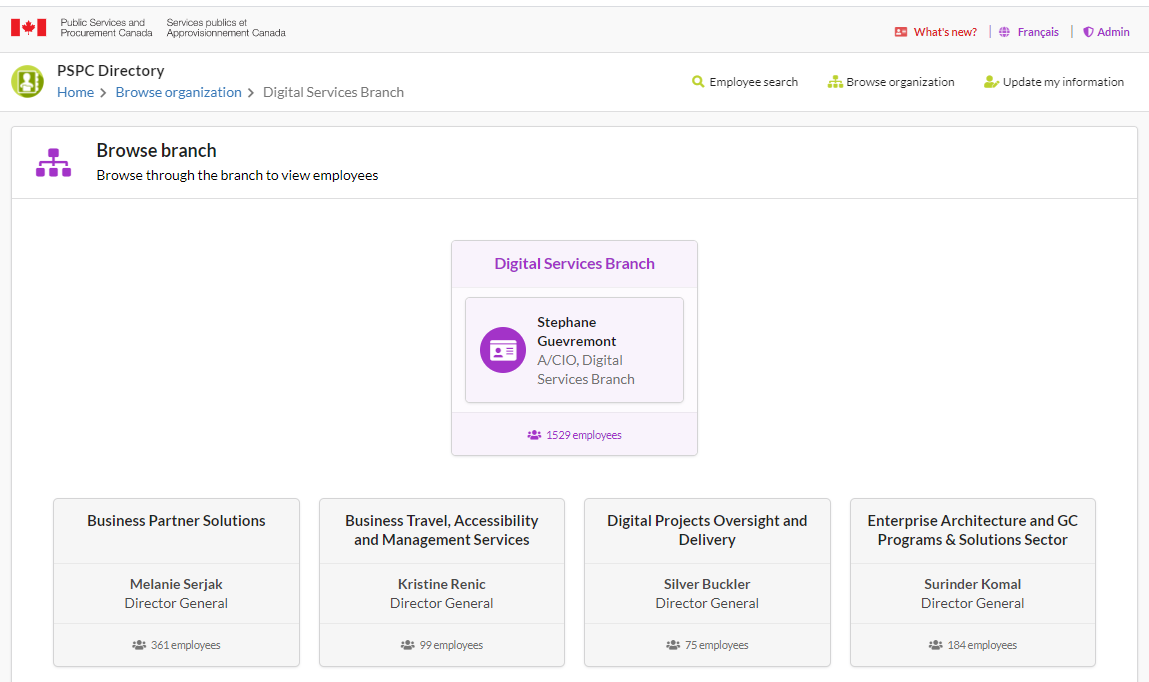 Public Services and
Procurement Canada
Services publics et
Approvisionnement Canada
What's new?
Français
Admin
PSPC Directory
Home > Browse organization > Digital Services Branch
Employee search
Browse organization
Update my information
Browse branch
Browse through the branch to view employees
Digital Services Branch
Stephane
Guevremont
A/CIO, Digital
Services Branch
1529 employees
Business Partner Solutions
Melanie Serjak
Director General
361 employees
Business Travel, Accessibility
and Management Services
Kristine Renic
Director General
99 employees
Digital Projects Oversight and
Delivery
Silver Buckler
Director General
75 employees
Enterprise Architecture and GC
Programs & Solutions Sector
Surinder Komal
Director General
184 employees